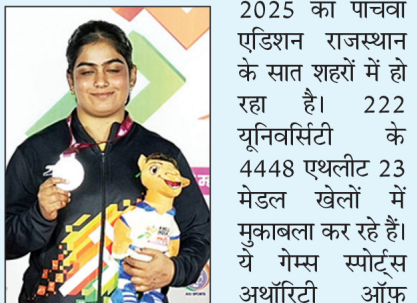 2025 का पांचवा
एडिशन राजस्थान
के सात शहरों में हो
रहा है। 222
यूनिवर्सिटी के
4448 एथलीट 23
मेडल खेलों में
मुकाबला कर रहे हैं।
ये गेम्स स्पोर्ट्स
अथॉरिटी ऑफ